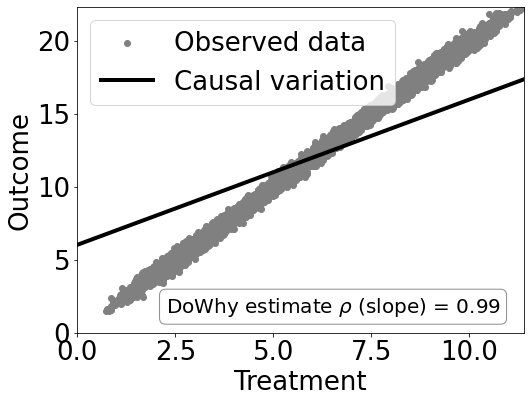 Observed data
Causal variation
20
15
10
5
0
Outcome
DoWhy estimate ρ (slope) = 0.99
0.0 2.5 5.0 7.5 10.0
Treatment